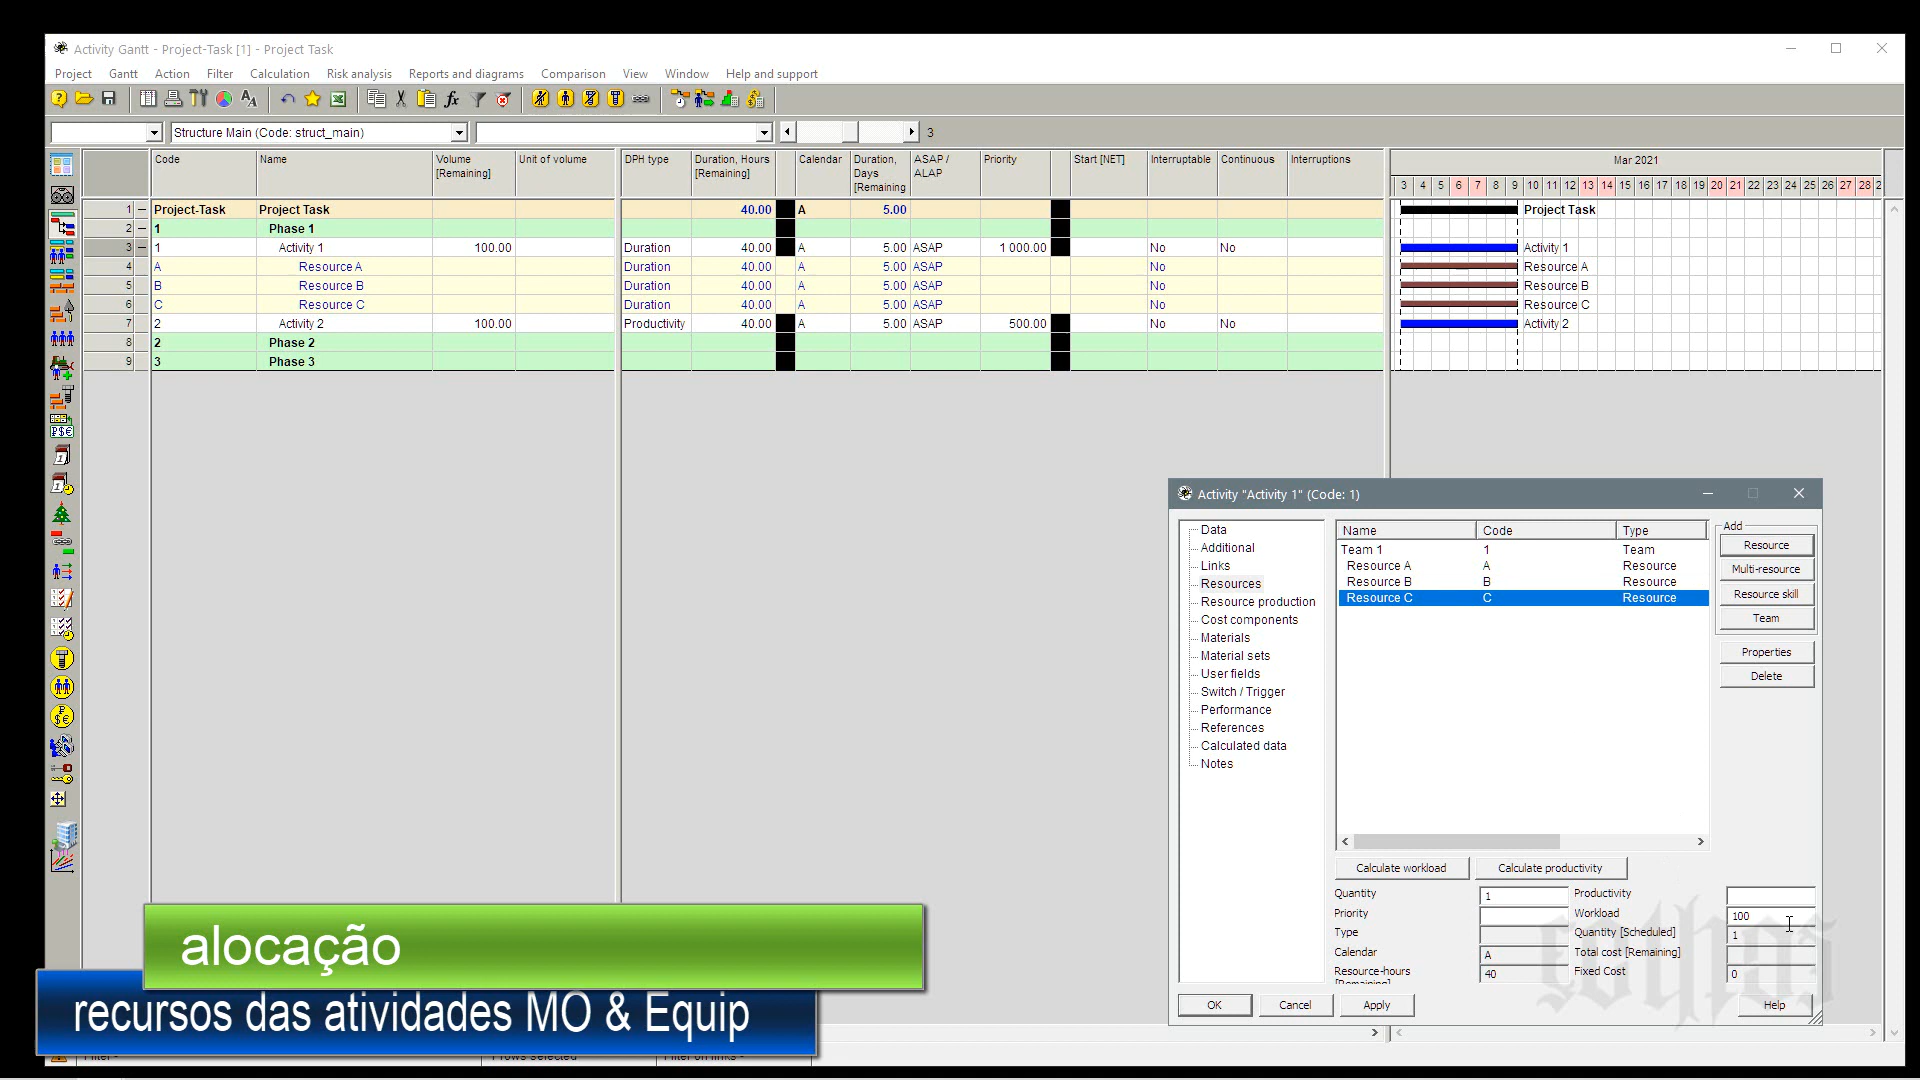 Activity Gantt - Project-Task [1] - Project Task
Project Gantt Action Filter Calculation Risk analysis Reports and diagrams Comparison View Window Help and support
Structure Main (Code: struct_main) 3
Code Name Volume [Remaining] Unit of volume DPH type Duration, Hours [Remaining] Calendar Duration, Days [Remaining ASAP / ALAP Priority Start [NET] Interruptable Continuous Interruptions Mar 2021
3 4 5 6 7 8 9 10 11 12 13 14 15 16 17 18 19 20 21 22 23 24 25 26 27 28 2
1 Project-Task Project Task 40.00 A 5.00 Project Task
2 1 Phase 1
3 1 Activity 1 100.00 Duration 40.00 A 5.00 ASAP 1 000.00 No No Activity 1
4 A Resource A Duration 40.00 A 5.00 ASAP No Resource A
5 B Resource B Duration 40.00 A 5.00 ASAP No Resource B
6 C Resource C Duration 40.00 A 5.00 ASAP No Resource C
7 2 Activity 2 100.00 Productivity 40.00 A 5.00 ASAP 500.00 No No Activity 2
8 2 Phase 2
9 3 Phase 3
Activity "Activity 1" (Code: 1)
Data
Additional
Links
Resources
Resource production
Cost components
Materials
Material sets
User fields
Switch / Trigger
Performance
References
Calculated data
Notes
Name Code Type
Team 1 1 Team
Resource A A Resource
Resource B B Resource
Resource C C Resource
Add
Resource
Multi-resource
Resource skill
Team
Properties
Delete
Calculate workload Calculate productivity
Quantity 1 Productivity
Priority Workload 100
Type Quantity [Scheduled] 1
Calendar A Total cost [Remaining]
Resource-hours [Remaining] 40 Fixed Cost 0
OK Cancel Apply Help
alocação
recursos das atividades MO & Equip